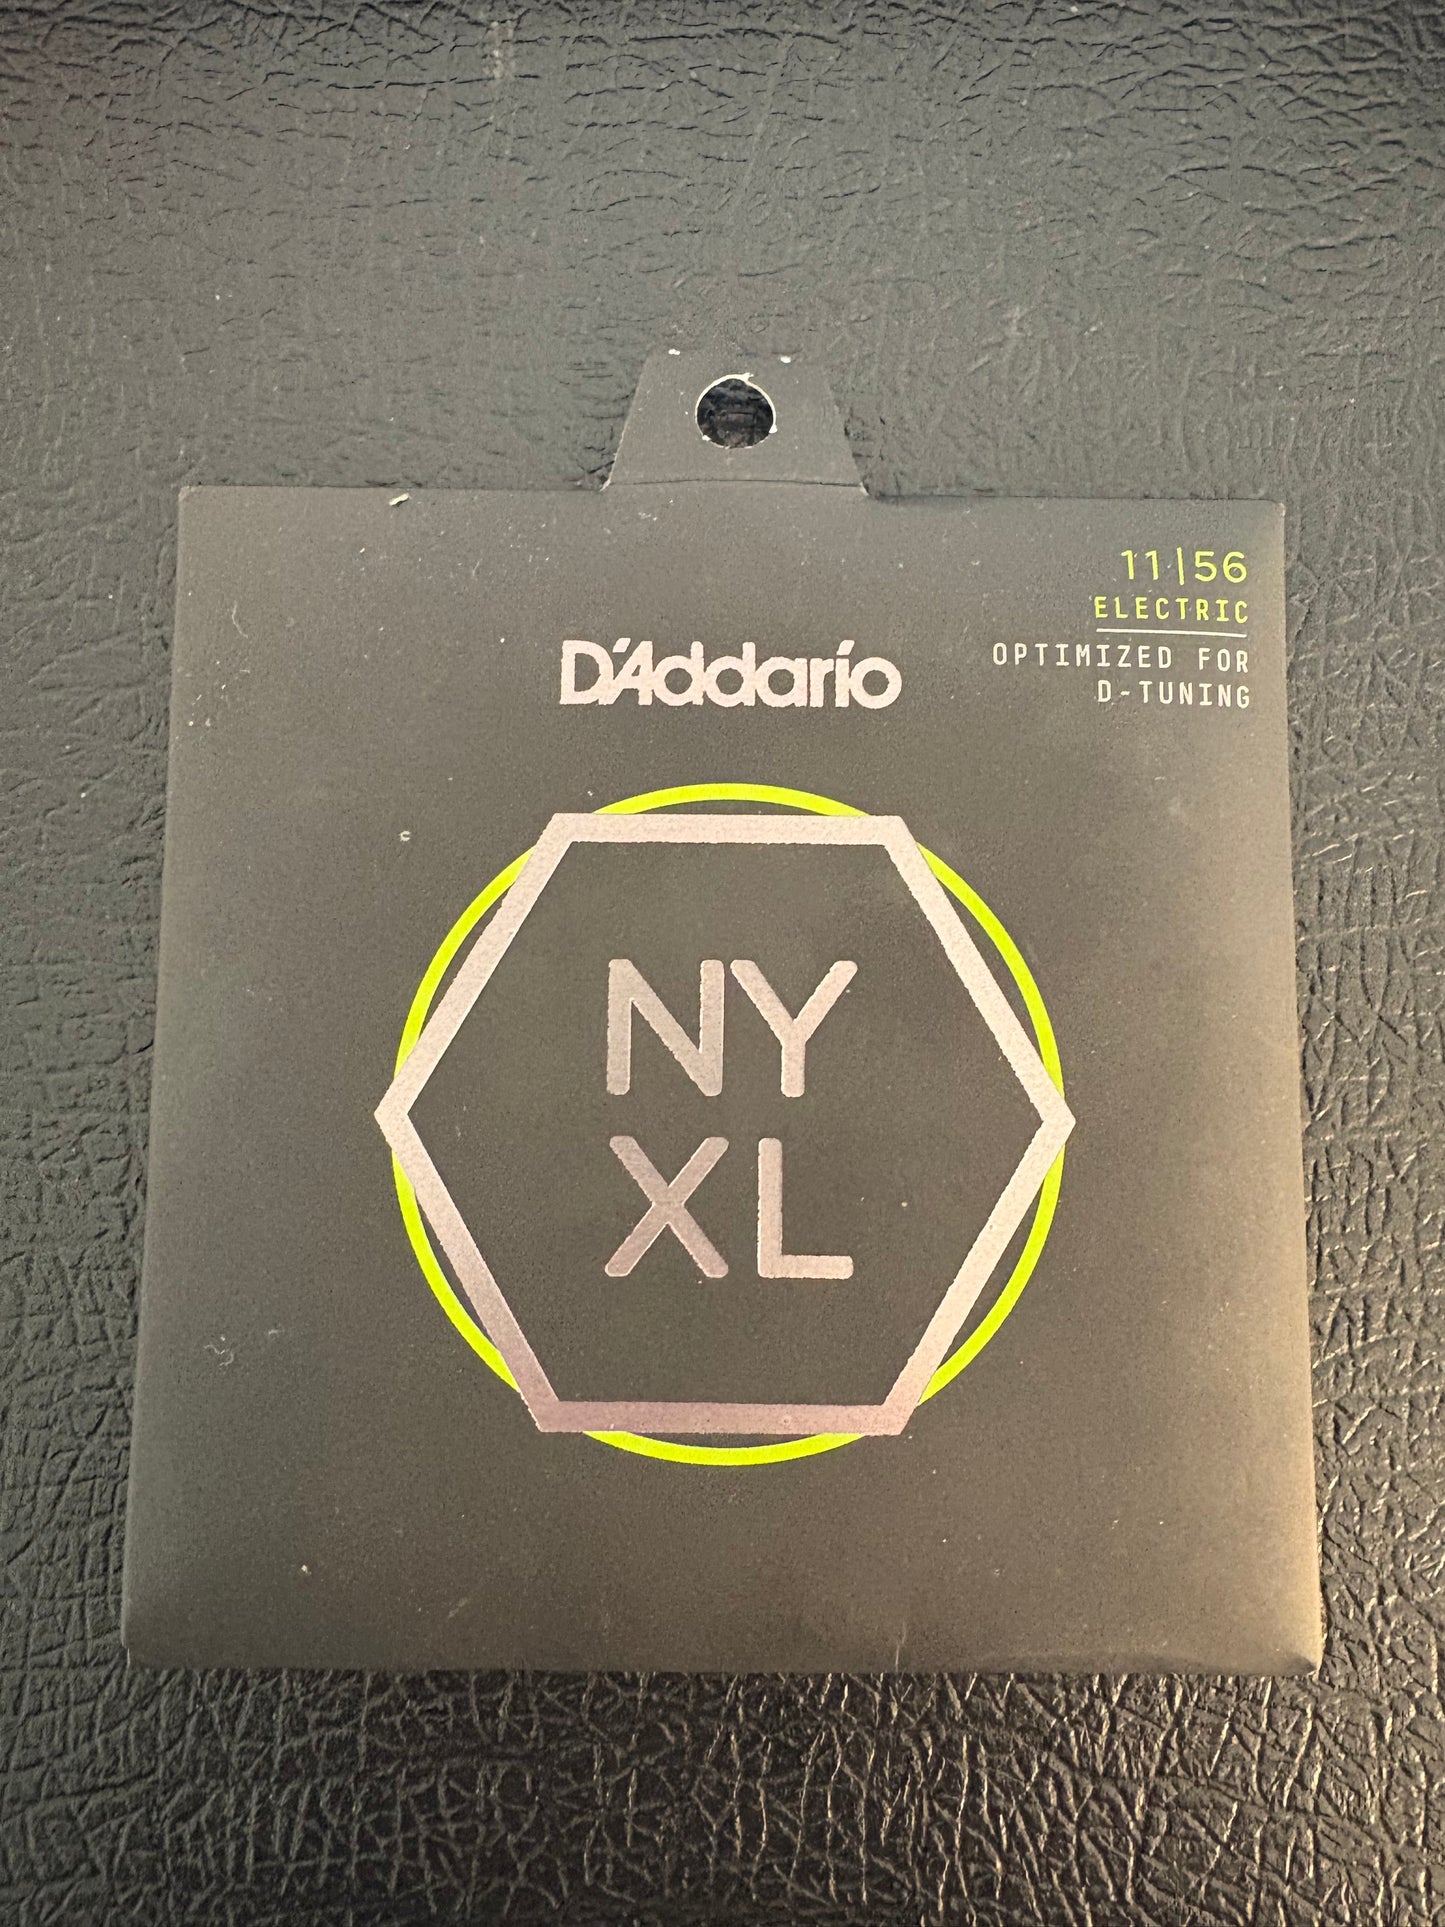 11|56
ELECTRIC
OPTIMIZED FOR
D-TUNING
D'Addario
NY
XL